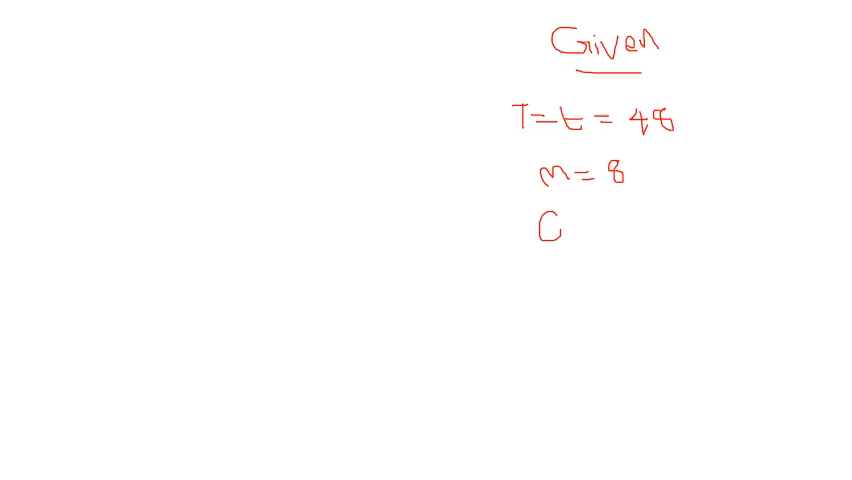 Given
T = t = 48
m = 8
C